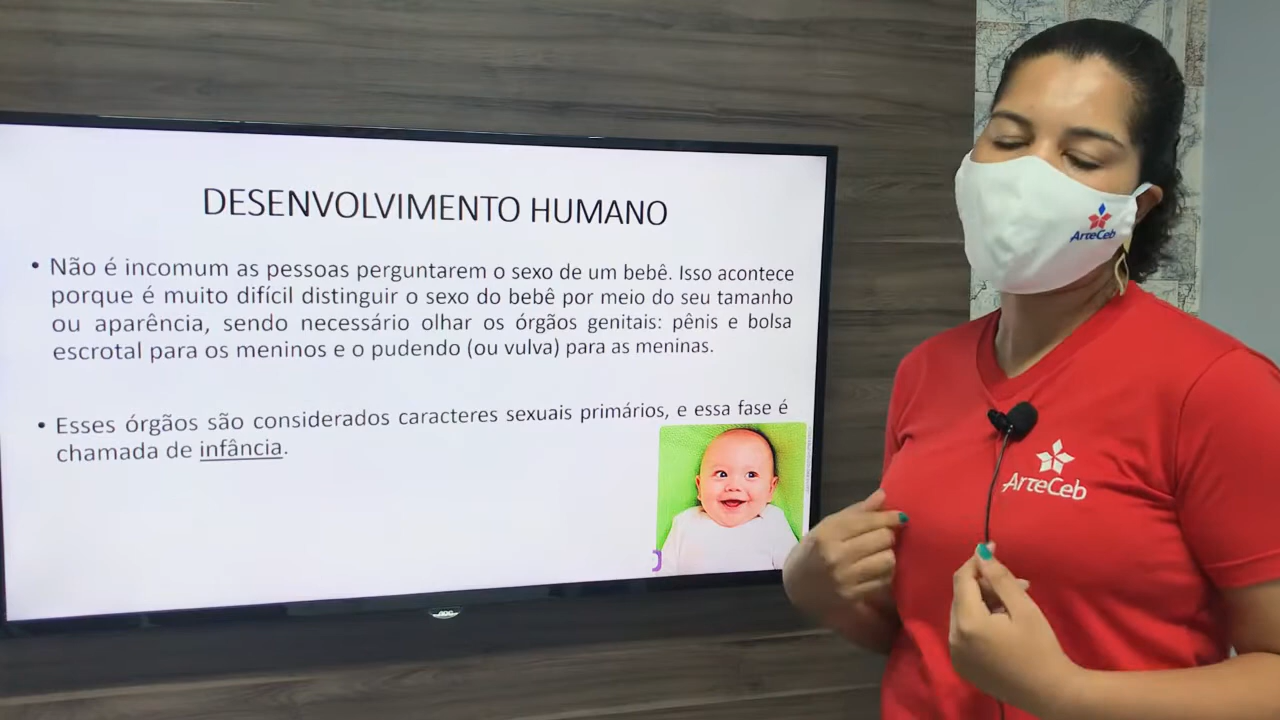 DESENVOLVIMENTO HUMANO
• Não é incomum as pessoas perguntarem o sexo de um bebê. Isso acontece
porque é muito difícil distinguir o sexo do bebê por meio do seu tamanho
ou aparência, sendo necessário olhar os órgãos genitais: pênis e bolsa
escrotal para os meninos e o pudendo (ou vulva) para as meninas.
• Esses órgãos são considerados caracteres sexuais primários, e essa fase é
chamada de infância.
AOC
ArteCeb
ArteCeb